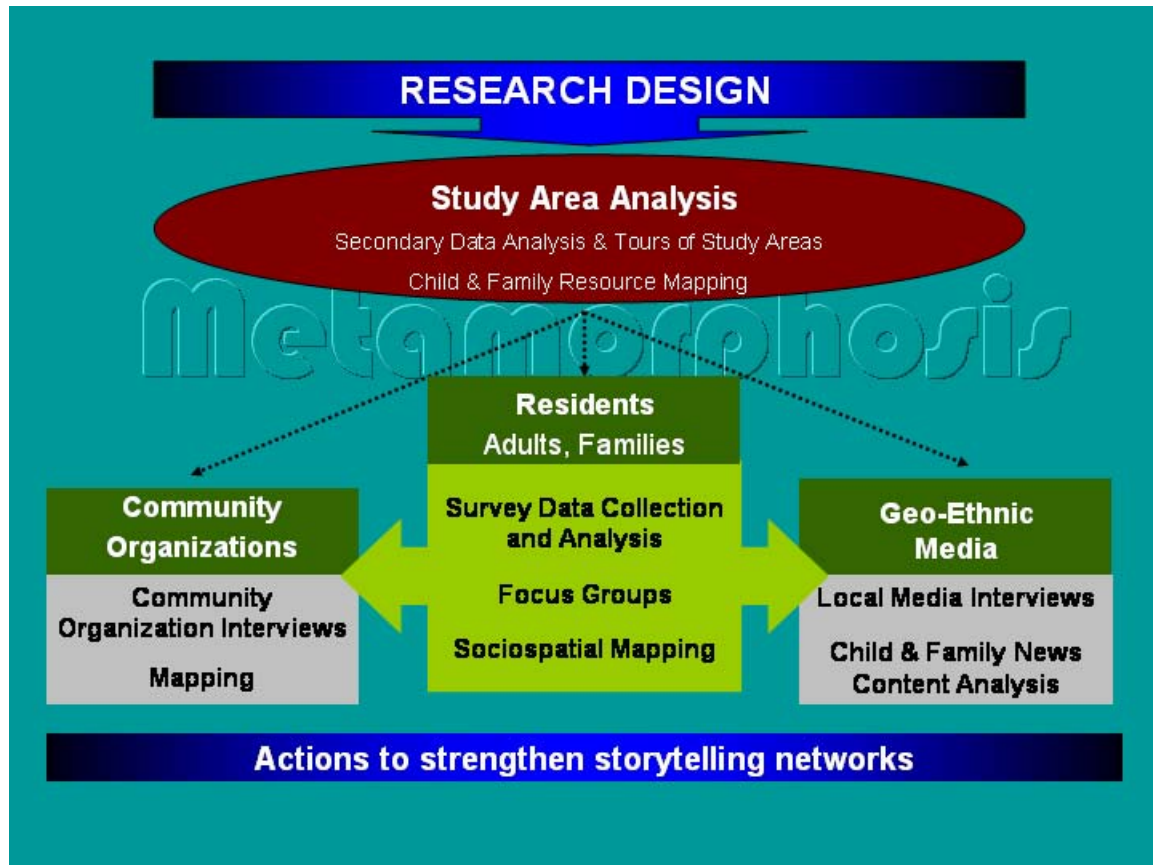 RESEARCH DESIGN
Study Area Analysis
Secondary Data Analysis & Tours of Study Areas
Child & Family Resource Mapping
Metamorphosis
Residents
Adults, Families
Survey Data Collection
and Analysis
Focus Groups
Sociospatial Mapping
Community
Organizations
Community
Organization Interviews
Mapping
Geo-Ethnic
Media
Local Media Interviews
Child & Family News
Content Analysis
Actions to strengthen storytelling networks